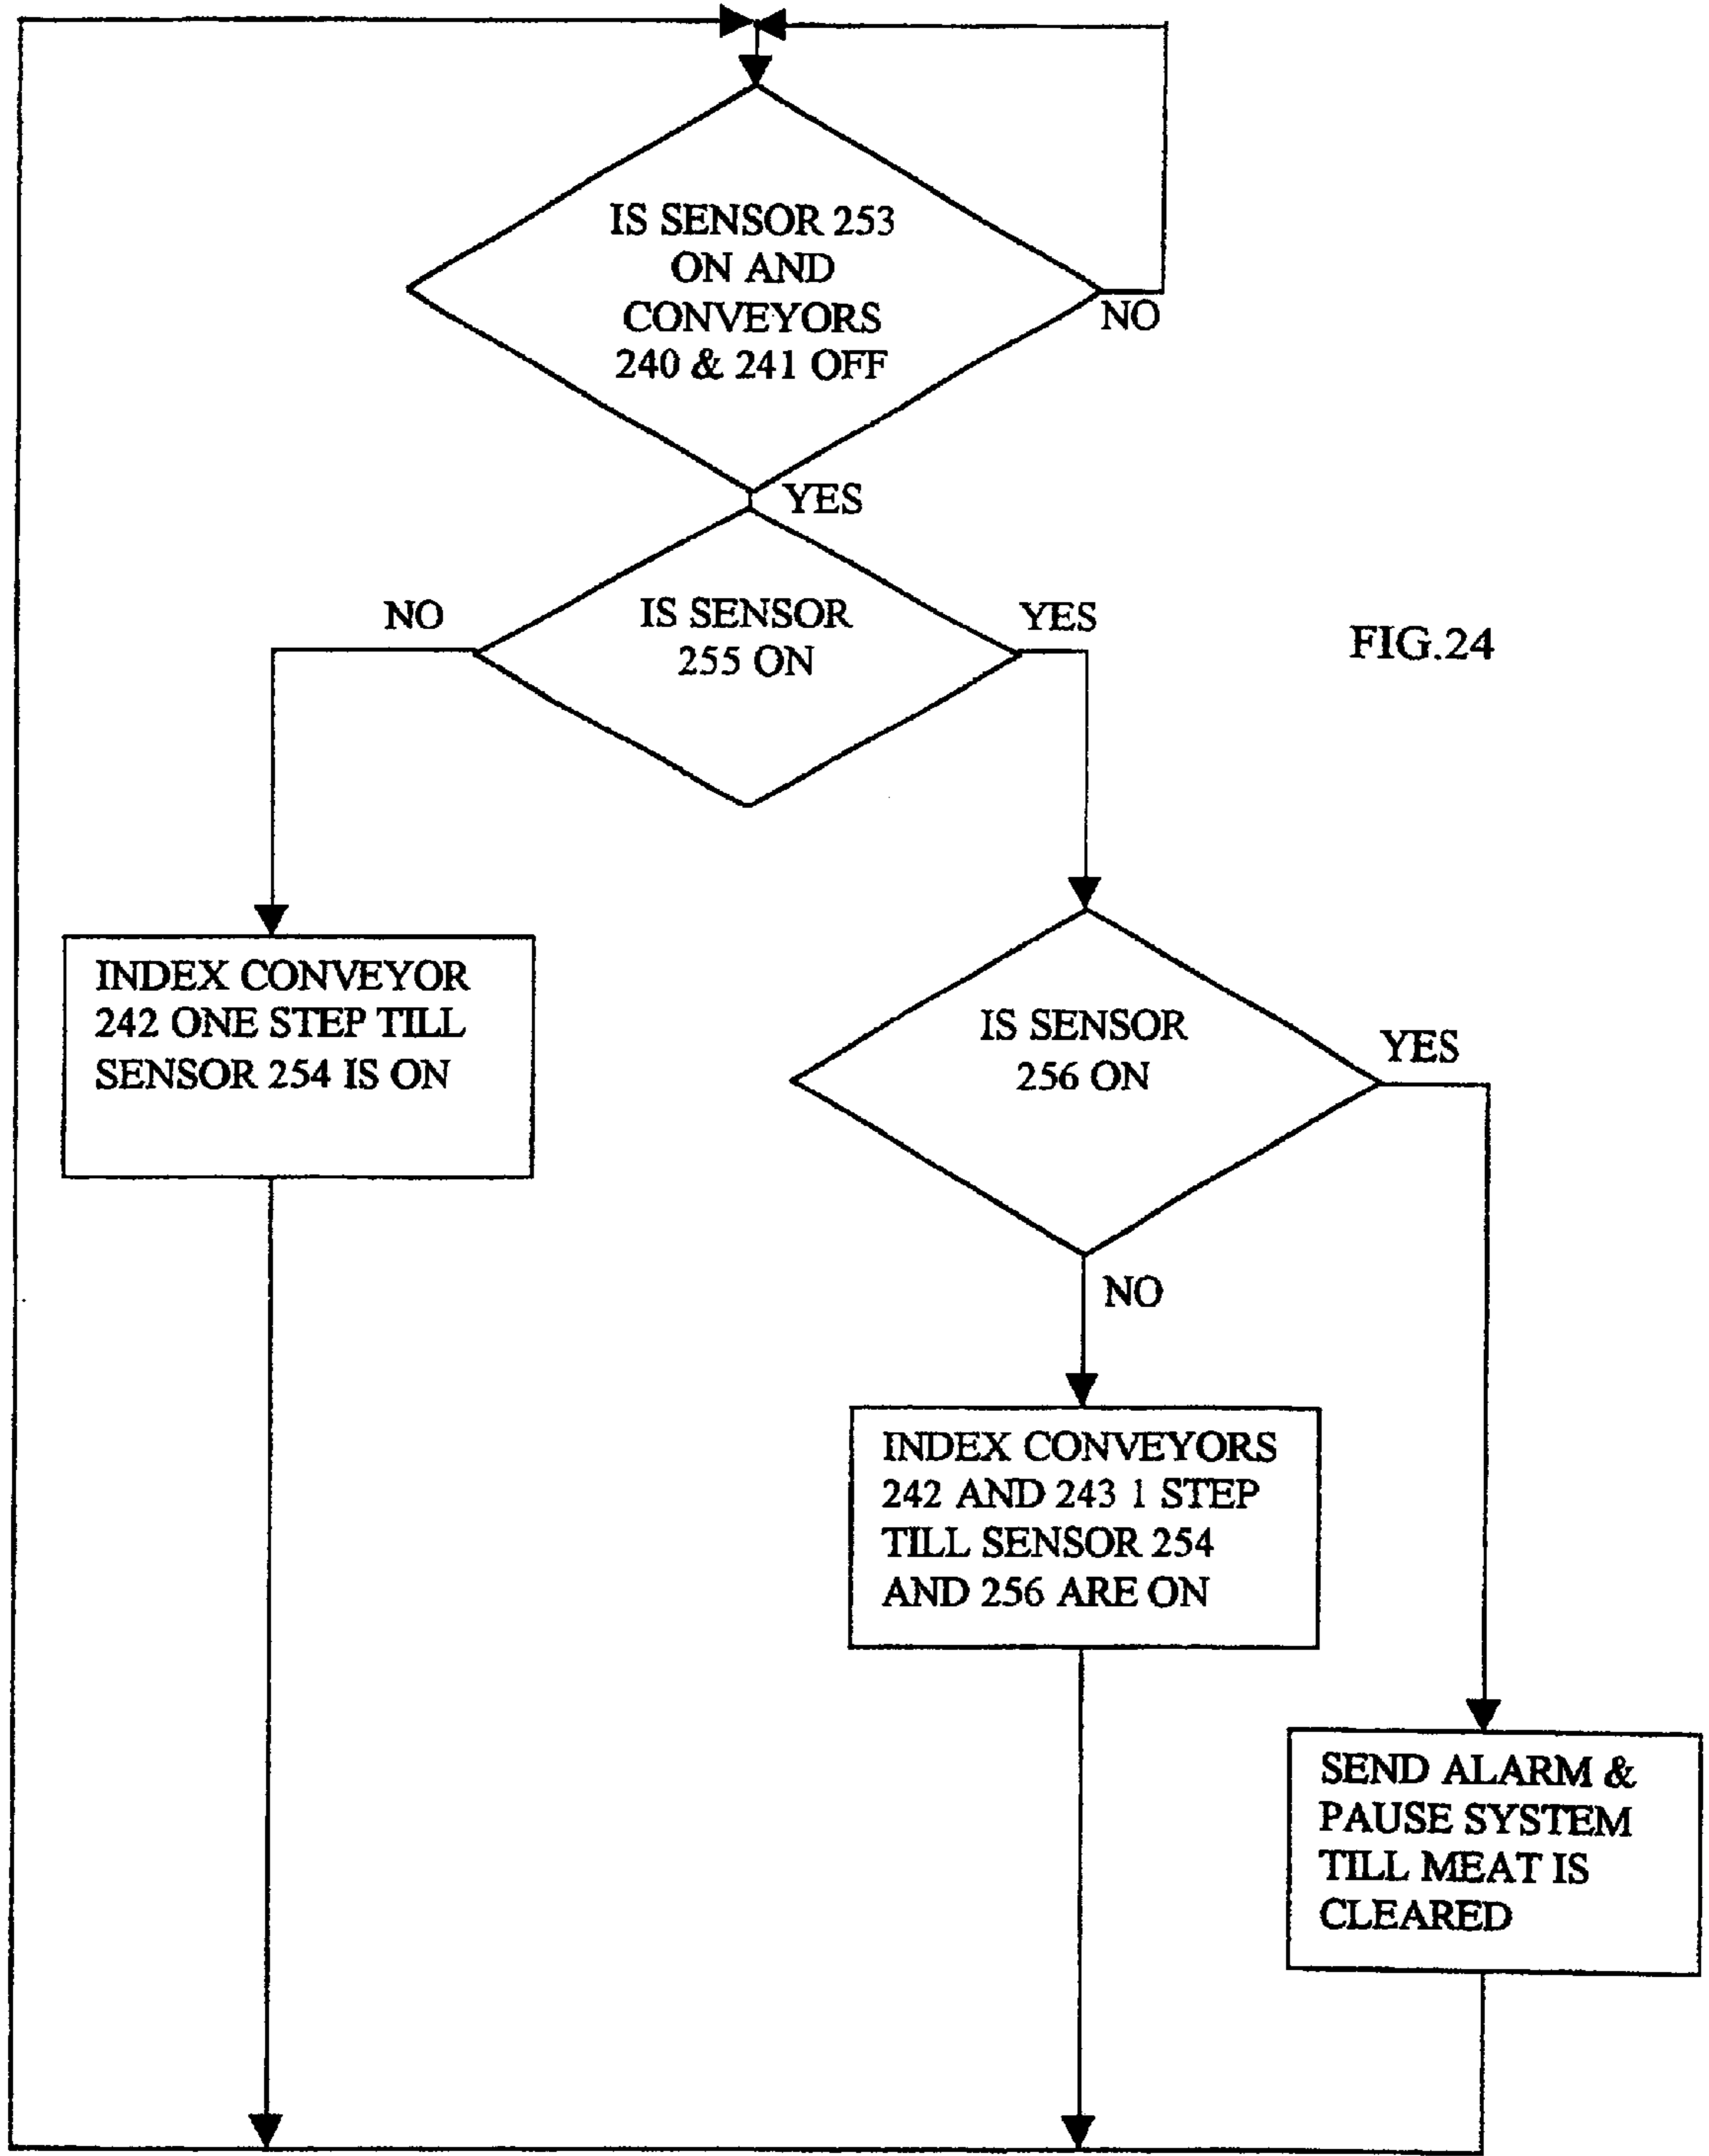 IS SENSOR 253
ON AND
CONVEYORS
240 & 241 OFF
NO
YES
NO
IS SENSOR
255 ON
YES
FIG.24
INDEX CONVEYOR
242 ONE STEP TILL
SENSOR 254 IS ON
IS SENSOR
256 ON
YES
NO
INDEX CONVEYORS
242 AND 243 1 STEP
TILL SENSOR 254
AND 256 ARE ON
SEND ALARM &
PAUSE SYSTEM
TILL MEAT IS
CLEARED